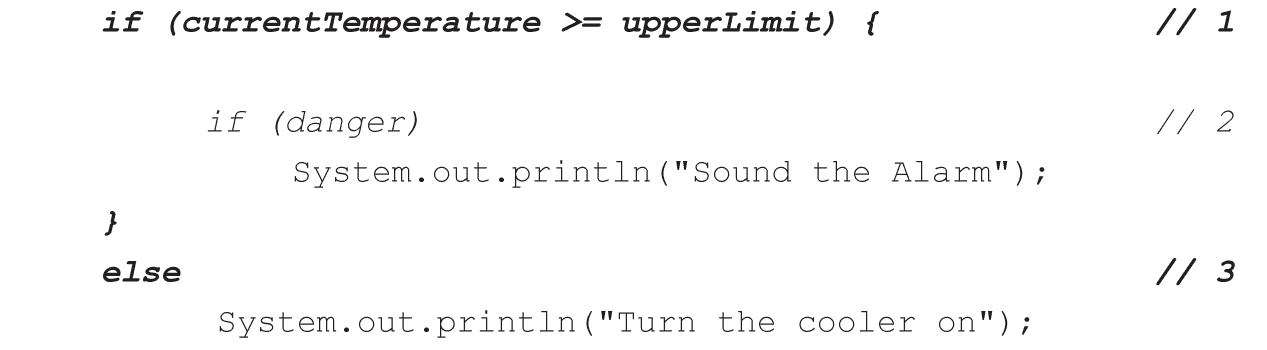 if (currentTemperature >= upperLimit) { // 1
if (danger) // 2
System.out.println("Sound the Alarm");
}
else // 3
System.out.println("Turn the cooler on");